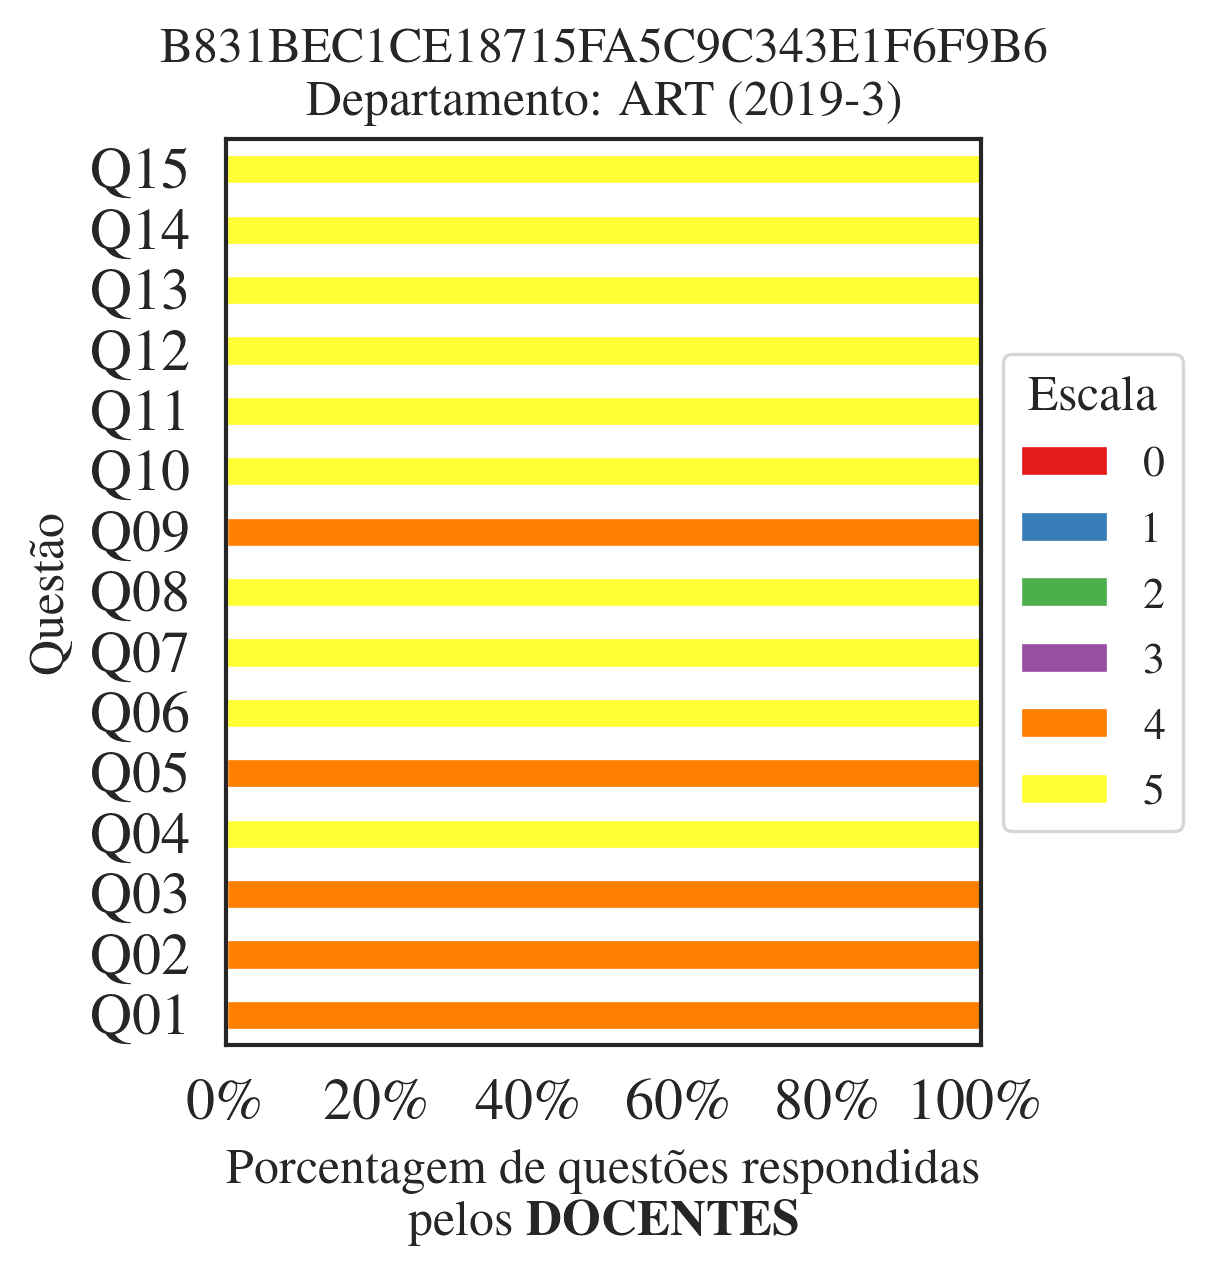 B831BEC1CE18715FA5C9C343E1F6F9B6
Departamento: ART (2019-3)
Questão
Q15
Q14
Q13
Q12
Q11
Q10
Q09
Q08
Q07
Q06
Q05
Q04
Q03
Q02
Q01
0% 20% 40% 60% 80% 100%
Porcentagem de questões respondidas
pelos DOCENTES
Escala
0
1
2
3
4
5